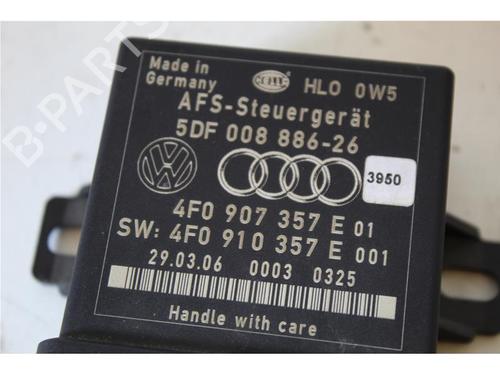 B-PARTS
Made in
Germany
HELLA
HLO 0W5
AFS-Steuergerät
5DF 008 886-26
3950
4F0 907 357 E 01
SW: 4F0 910 357 E 001
29.03.06 0003 0325
Handle with care